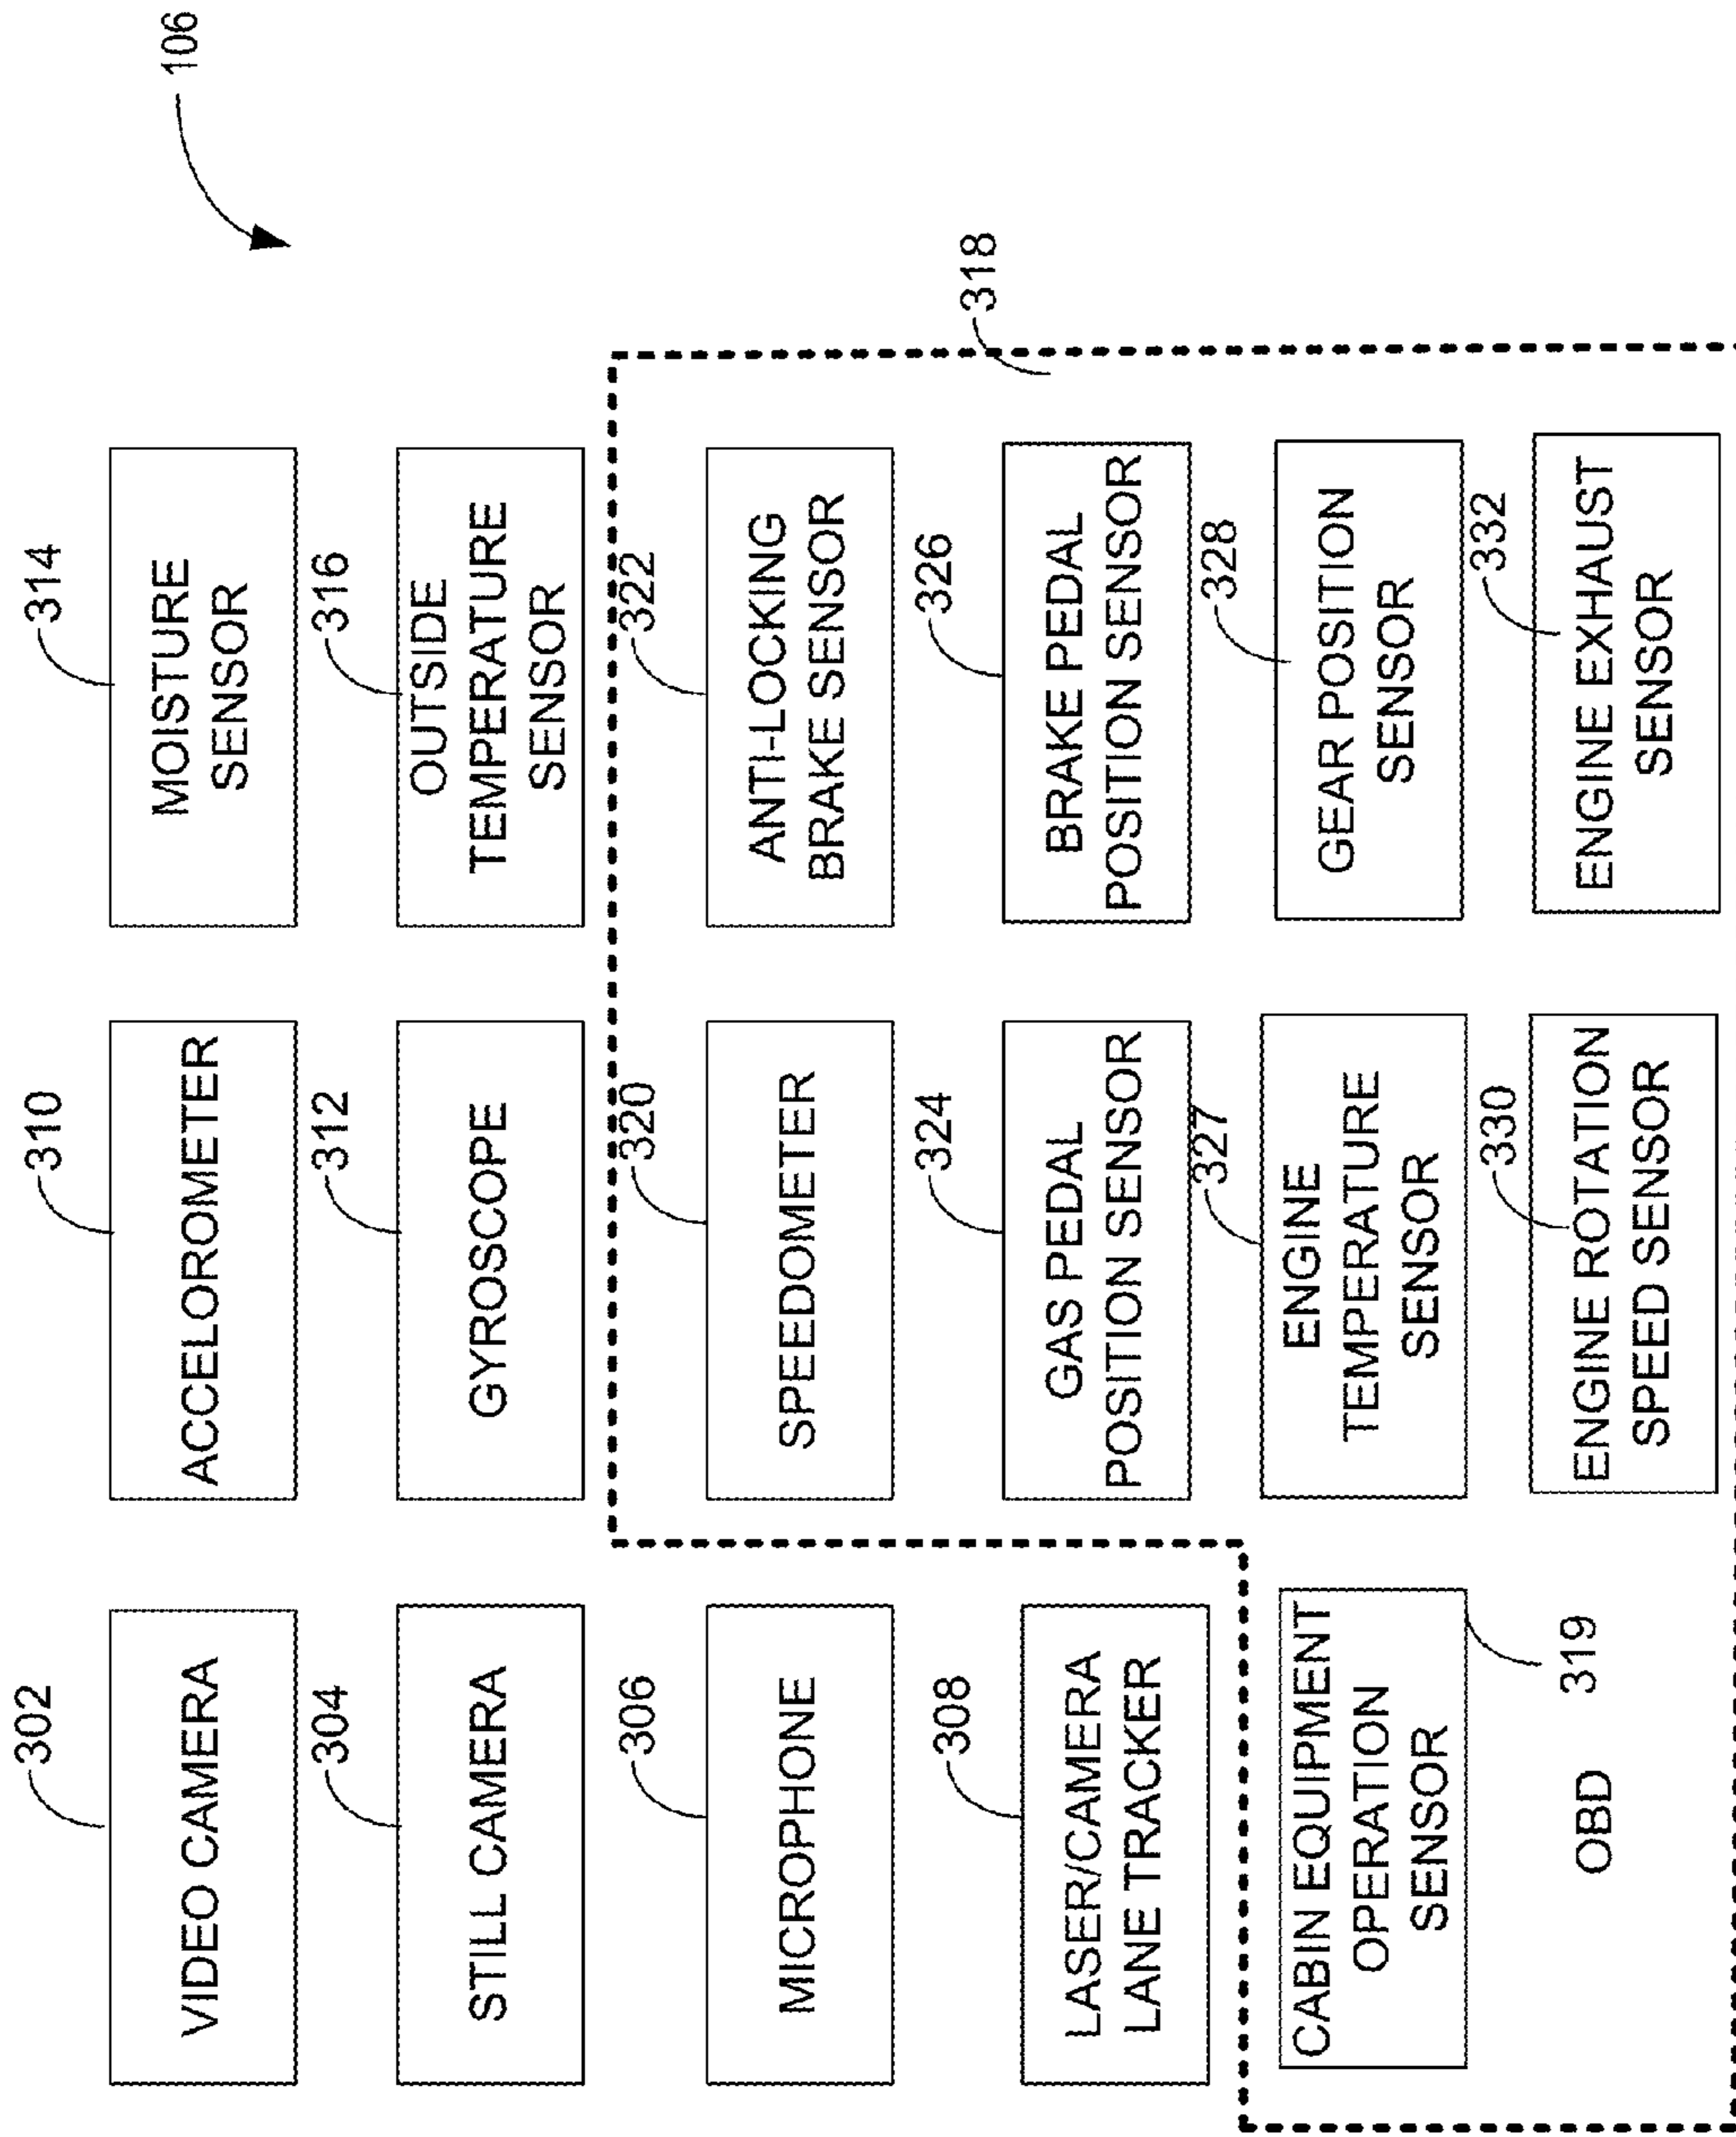 106
302
VIDEO CAMERA
310
ACCELOROMETER
314
MOISTURE
SENSOR
304
STILL CAMERA
312
GYROSCOPE
316
OUTSIDE
TEMPERATURE
SENSOR
306
MICROPHONE
320
SPEEDOMETER
322
ANTI-LOCKING
BRAKE SENSOR
318
308
LASER/CAMERA
LANE TRACKER
324
GAS PEDAL
POSITION SENSOR
326
BRAKE PEDAL
POSITION SENSOR
CABIN EQUIPMENT
OPERATION
SENSOR
319
327
ENGINE
TEMPERATURE
SENSOR
328
GEAR POSITION
SENSOR
OBD
330
ENGINE ROTATION
SPEED SENSOR
332
ENGINE EXHAUST
SENSOR